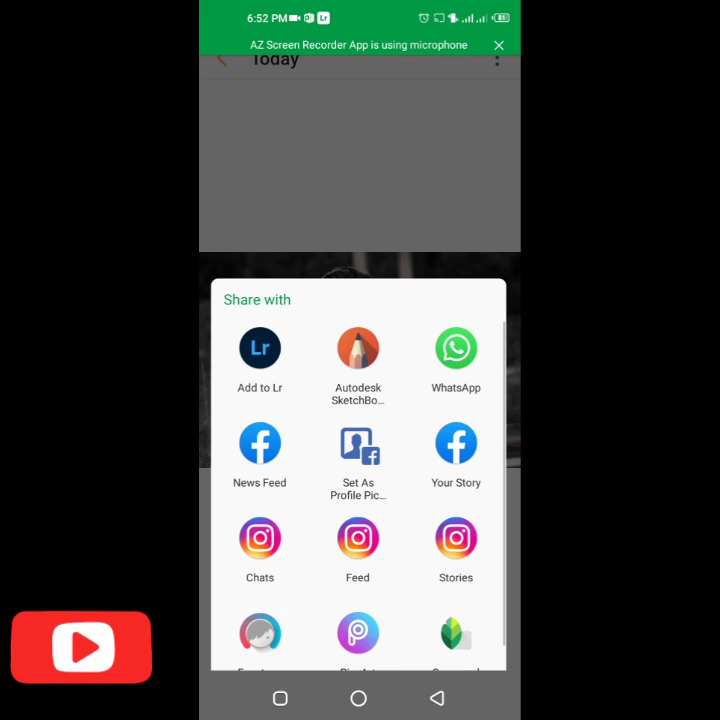 6:52 PM
Lr
AZ Screen Recorder App is using microphone
Today
Share with
Lr
Add to Lr
Autodesk
SketchBo...
WhatsApp
News Feed
Set As
Profile Pic...
Your Story
Chats
Feed
Stories